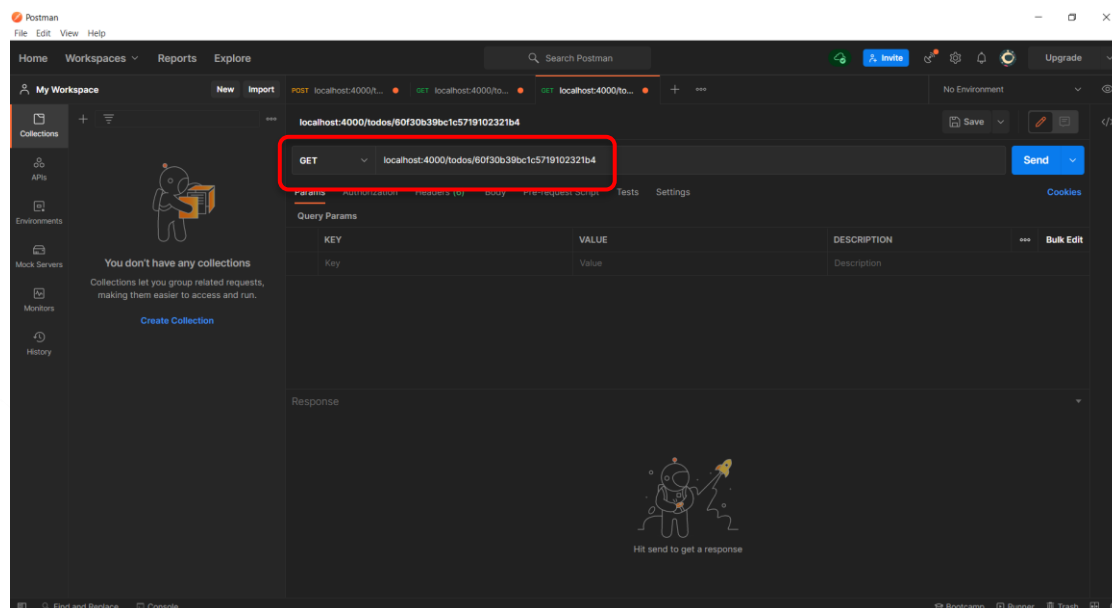 Postman
File Edit View Help
Home Workspaces Reports Explore
Search Postman
Invite
Upgrade
My Workspace
New Import
POST localhost:4000/t...
GET localhost:4000/to...
GET localhost:4000/to...
No Environment
Collections
localhost:4000/todos/60f30b39bc1c5719102321b4
Save
GET localhost:4000/todos/60f30b39bc1c5719102321b4
Send
APIs
Params Authorization Headers (6) Body Pre-request Script Tests Settings
Cookies
Environments
Query Params
KEY VALUE DESCRIPTION
Bulk Edit
Key Value Description
Mock Servers
You don't have any collections
Collections let you group related requests,
making them easier to access and run.
Monitors
Create Collection
History
Response
Hit send to get a response
Find and Replace Console
Bootcamp Runner Trash